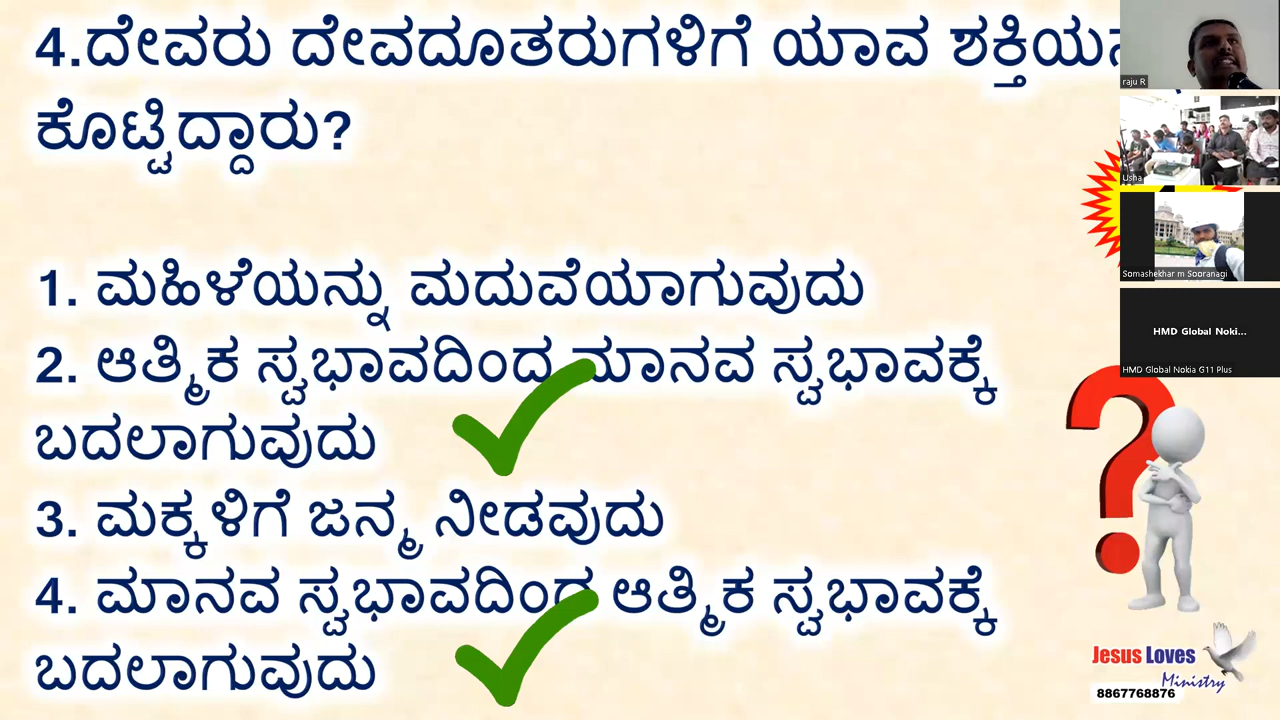 4.ದೇವರು ದೇವದೂತರುಗಳಿಗೆ ಯಾವ
ಕೊಟ್ಟಿದ್ದಾರು?
1. ಮಹಿಳೆಯನ್ನು ಮದುವೆಯಾಗುವುದು
2. ಆತ್ಮಿಕ ಸ್ವಭಾವದಿಂದ ಮಾನವ ಸ್ವಭಾವಕ್ಕೆ
ಬದಲಾಗುವುದು
3. ಮಕ್ಕಳಿಗೆ ಜನ್ಮ ನೀಡವುದು
4. ಮಾನವ ಸ್ವಭಾವದಿಂದ ಆತ್ಮಿಕ ಸ್ವಭಾವಕ್ಕೆ
ಬದಲಾಗುವುದು
raju R
Usha
Somashekhar m Sooranagi
HMD Global Noki...
HMD Global Nokia G11 Plus
Jesus Loves
Ministry
8867768876